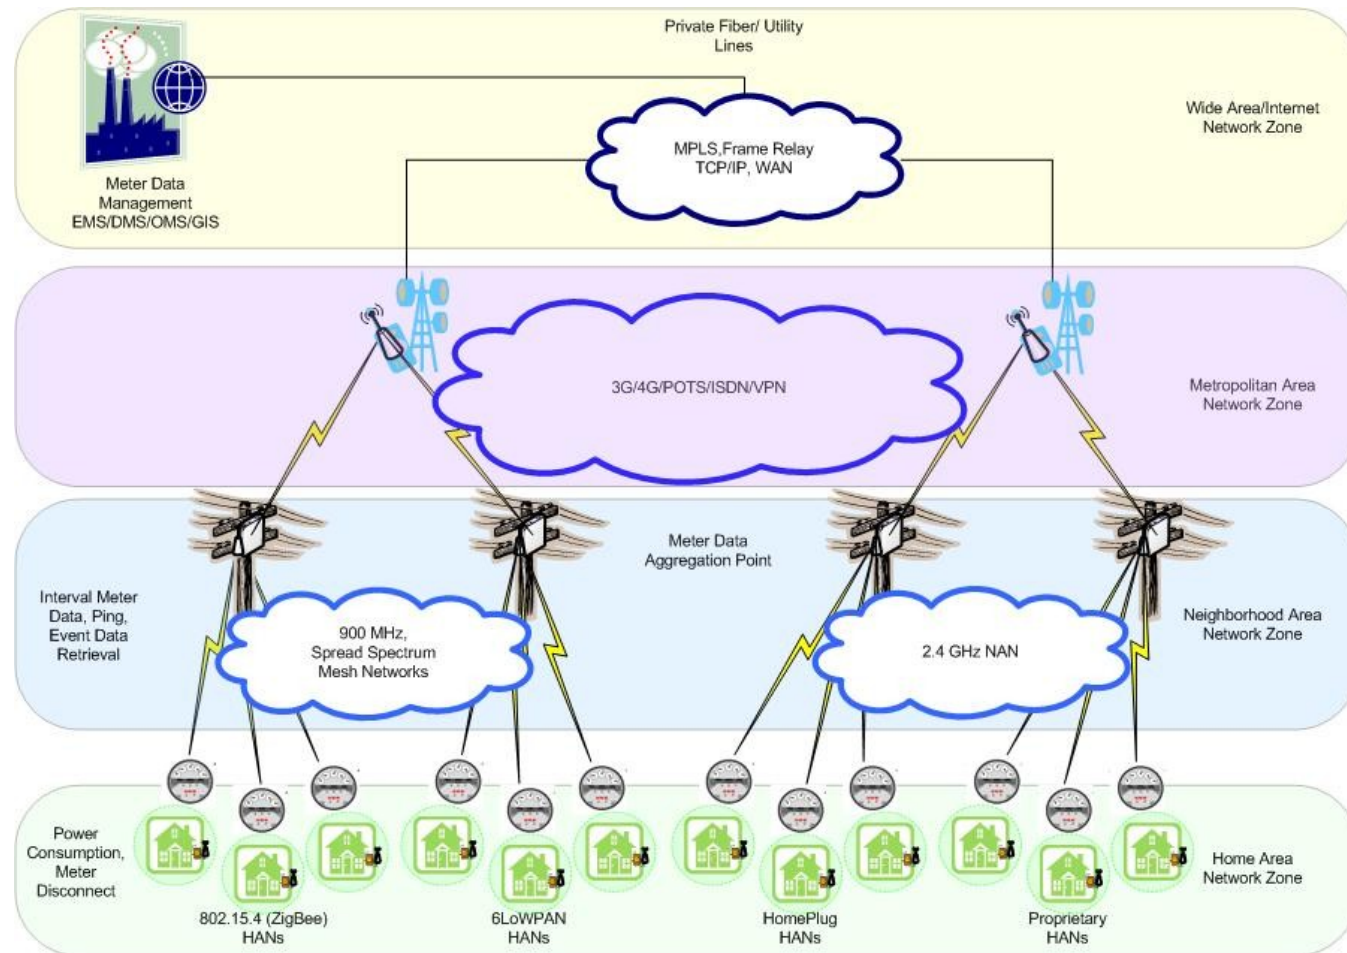 Private Fiber/ Utility
Lines
Wide Area/Internet
Network Zone
MPLS,Frame Relay
TCP/IP, WAN
Meter Data
Management
EMS/DMS/OMS/GIS
3G/4G/POTS/ISDN/VPN
Metropolitan Area
Network Zone
Meter Data
Aggregation Point
Interval Meter
Data, Ping,
Event Data
Retrieval
900 MHz,
Spread Spectrum
Mesh Networks
2.4 GHz NAN
Neighborhood Area
Network Zone
Power
Consumption,
Meter
Disconnect
Home Area
Network Zone
802.15.4 (ZigBee)
HANs
6LoWPAN
HANs
HomePlug
HANs
Proprietary
HANs